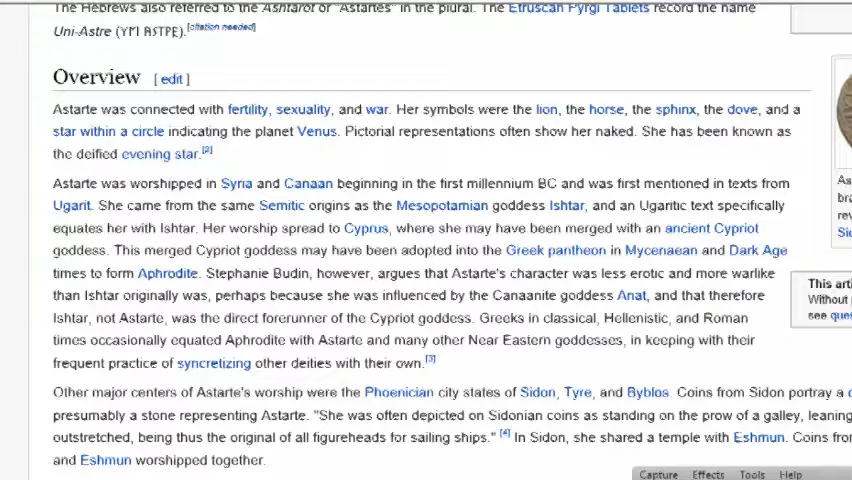 The Hebrews also referred to the Ashtarot or "Astartes" in the plural. The Etruscan Pyrgi Tablets record the name
Uni-Astre [citation needed]
Overview [ edit ]
Astarte was connected with fertility, sexuality, and war. Her symbols were the lion, the horse, the sphinx, the dove, and a
star within a circle indicating the planet Venus. Pictorial representations often show her naked. She has been known as
the deified evening star.[2]
Astarte was worshipped in Syria and Canaan beginning in the first millennium BC and was first mentioned in texts from
Ugarit. She came from the same Semitic origins as the Mesopotamian goddess Ishtar, and an Ugaritic text specifically
equates her with Ishtar. Her worship spread to Cyprus, where she may have been merged with an ancient Cypriot
goddess. This merged Cypriot goddess may have been adopted into the Greek pantheon in Mycenaean and Dark Age
times to form Aphrodite. Stephanie Budin, however, argues that Astarte's character was less erotic and more warlike
than Ishtar originally was, perhaps because she was influenced by the Canaanite goddess Anat, and that therefore
Ishtar, not Astarte, was the direct forerunner of the Cypriot goddess. Greeks in classical, Hellenistic, and Roman
times occasionally equated Aphrodite with Astarte and many other Near Eastern goddesses, in keeping with their
frequent practice of syncretizing other deities with their own.[3]
Other major centers of Astarte's worship were the Phoenician city states of Sidon, Tyre, and Byblos. Coins from Sidon portray a
presumably a stone representing Astarte. "She was often depicted on Sidonian coins as standing on the prow of a galley, leaning
outstretched, being thus the original of all figureheads for sailing ships." [4] In Sidon, she shared a temple with Eshmun. Coins
and Eshmun worshipped together.
This
Without
see
Capture Effects Tools Help